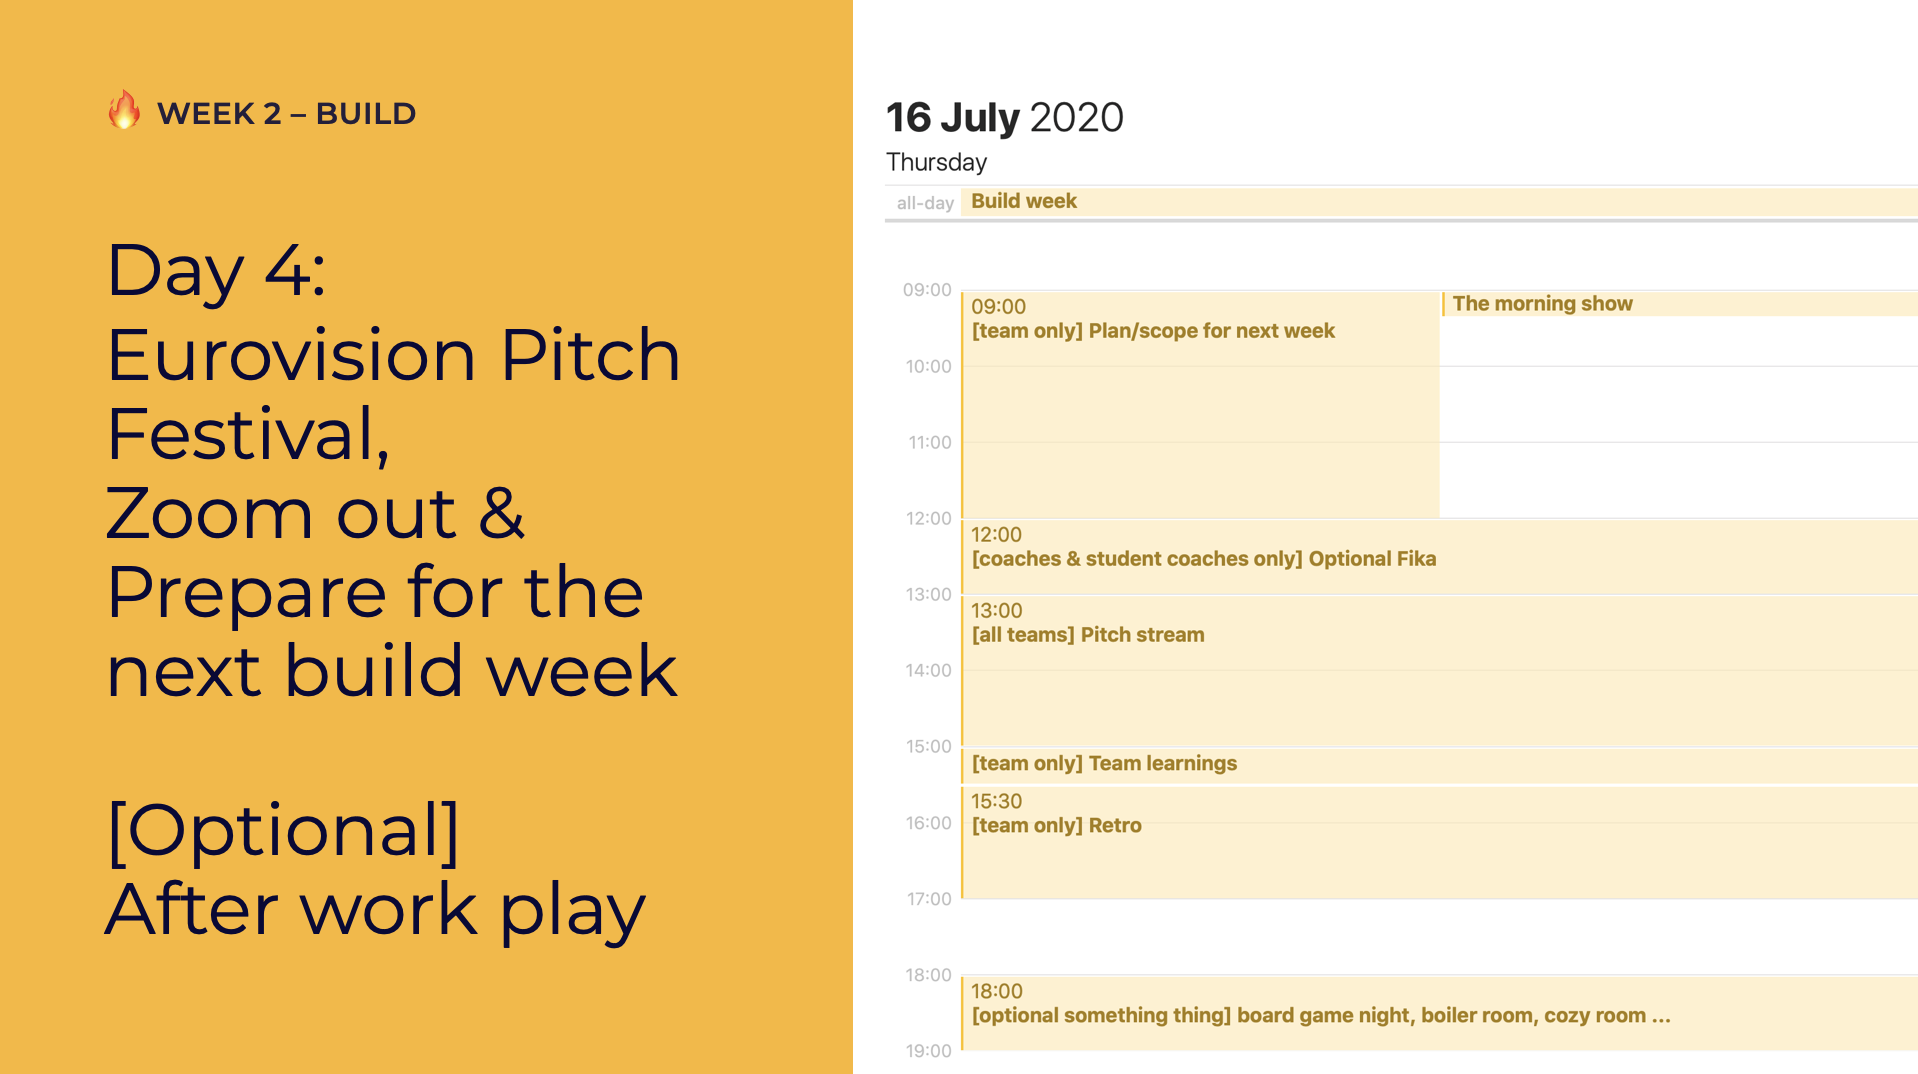 🔥 WEEK 2 – BUILD
Day 4:
Eurovision Pitch
Festival,
Zoom out &
Prepare for the
next build week
[Optional]
After work play
16 July 2020
Thursday
all-day
Build week
09:00
09:00
[team only] Plan/scope for next week
The morning show
10:00
11:00
12:00
12:00
[coaches & student coaches only] Optional Fika
13:00
13:00
[all teams] Pitch stream
14:00
15:00
[team only] Team learnings
15:30
[team only] Retro
16:00
17:00
18:00
18:00
[optional something thing] board game night, boiler room, cozy room ...
19:00